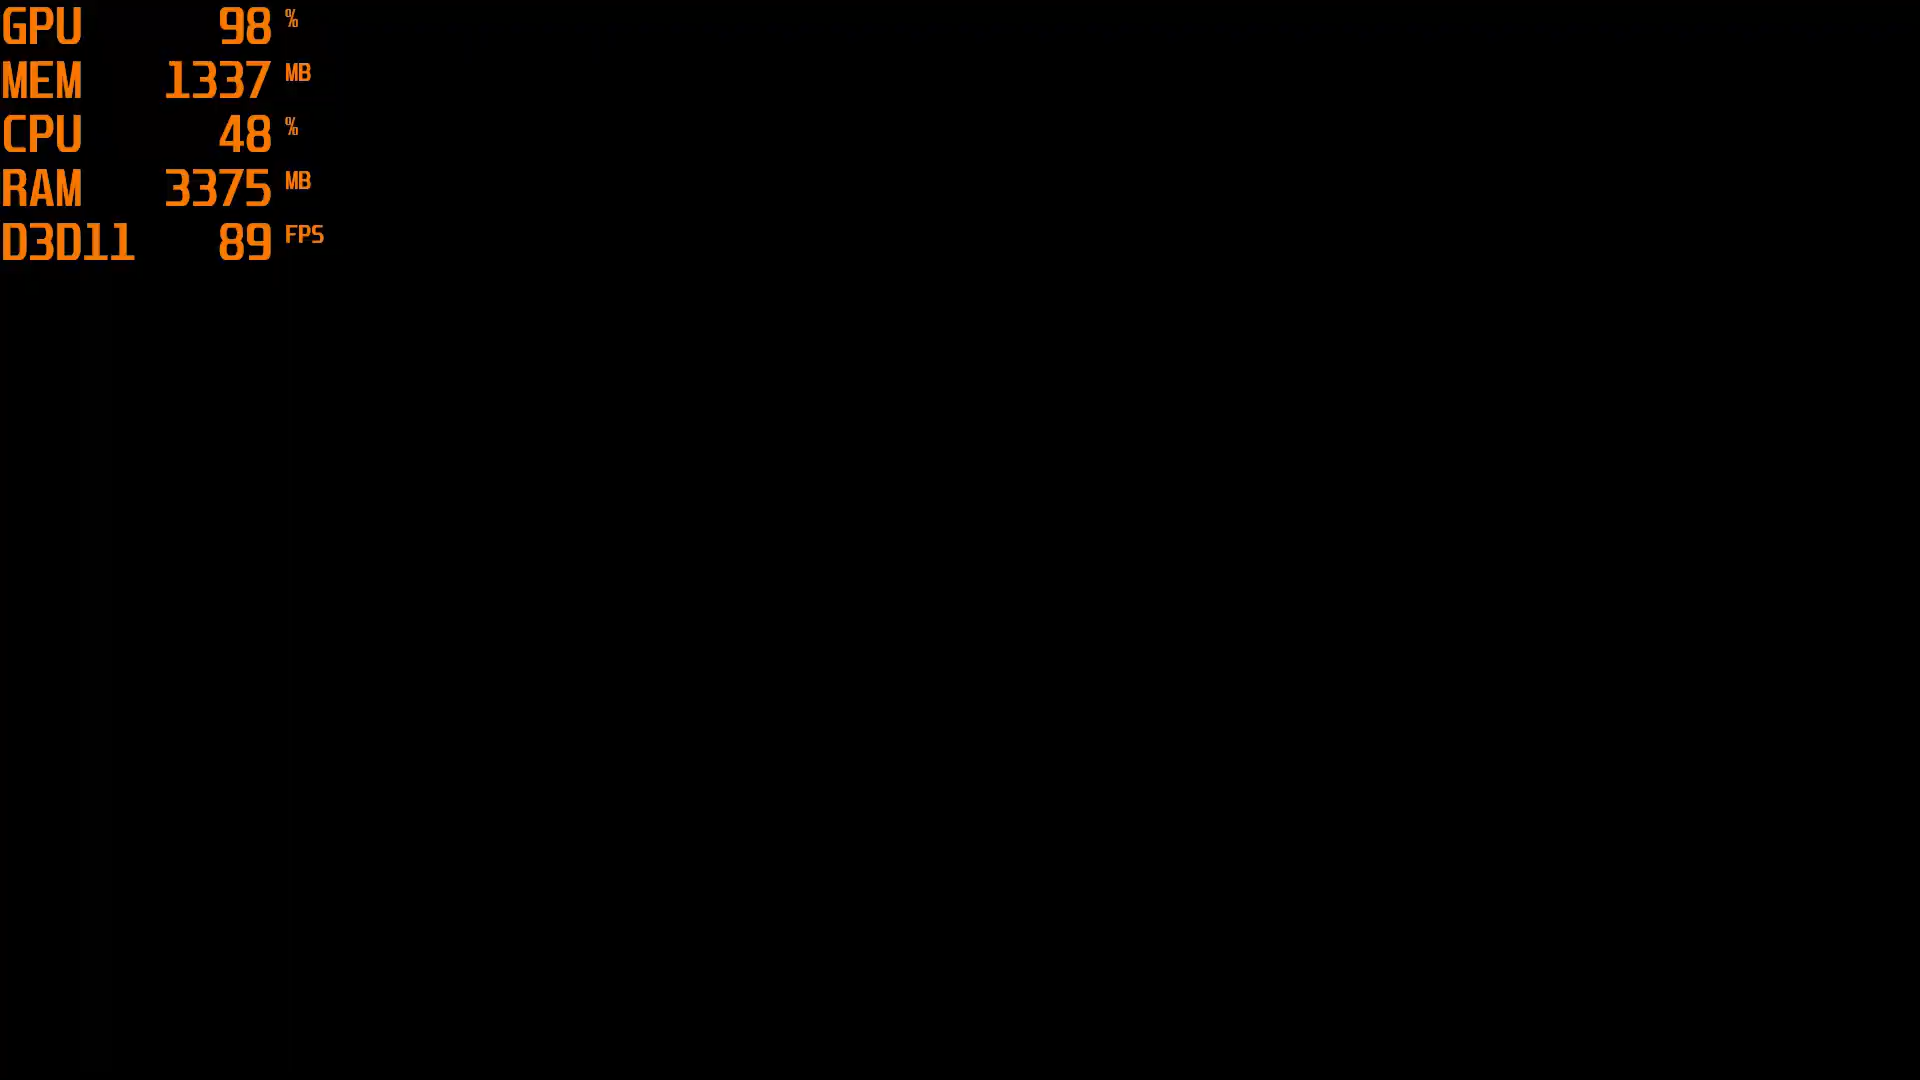 GPU 98 %
MEM 1337 MB
CPU 48 %
RAM 3375 MB
D3D11 89 FPS